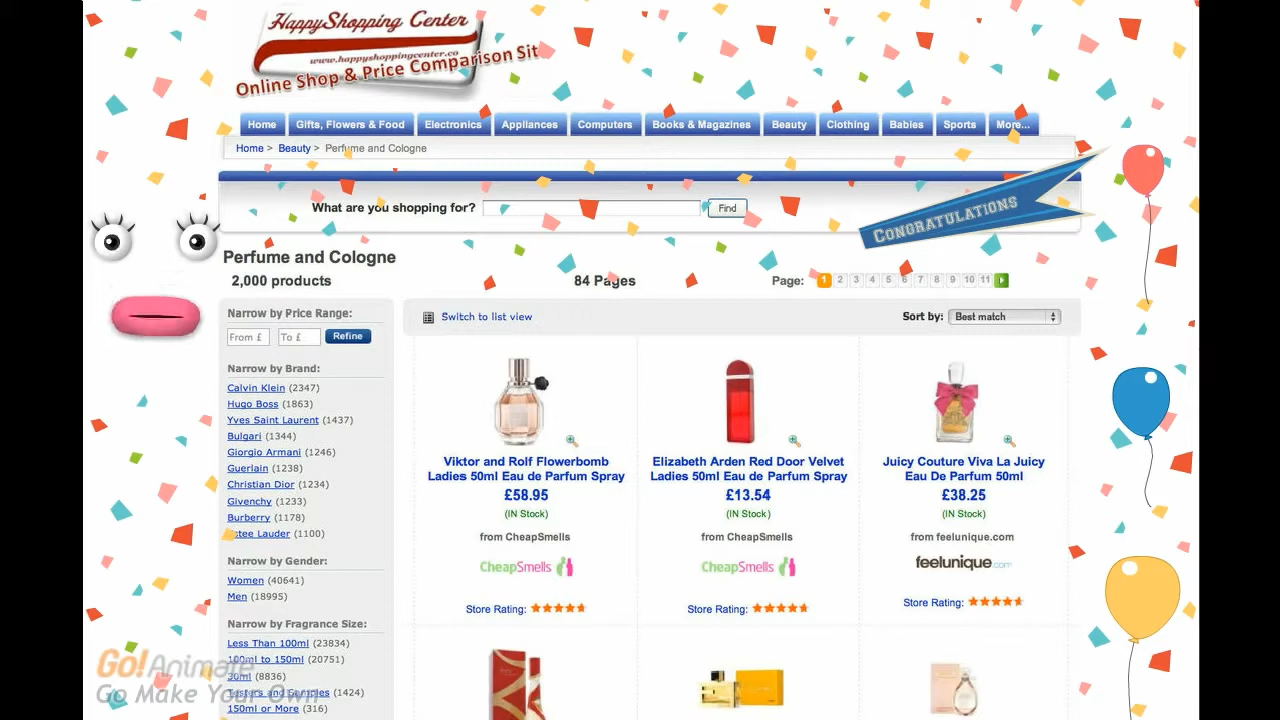 HappyShopping Center
www.happyshoppingcenter.co
Online Shop & Price Comparison Sit
Home Gifts, Flowers & Food Electronics Appliances Computers Books & Magazines Beauty Clothing Babies Sports More...
Home > Beauty > Perfume and Cologne
What are you shopping for? Find
CONGRATULATIONS
Perfume and Cologne
2,000 products 84 Pages Page: 1 2 3 4 5 6 7 8 9 10 11
Narrow by Price Range:
From £ To £ Refine
Switch to list view Sort by: Best match
Narrow by Brand:
Calvin Klein (2347)
Hugo Boss (1863)
Yves Saint Laurent (1437)
Bulgari (1344)
Giorgio Armani (1246)
Guerlain (1238)
Christian Dior (1234)
Givenchy (1233)
Burberry (1178)
Lauder (1100)
Narrow by Gender:
Women (40641)
Men (18995)
Narrow by Fragrance Size:
Less Than 100ml (23834)
100ml to 150ml (20751)
30ml (8836)
Testers and Samples (1424)
150ml or More (316)
Viktor and Rolf Flowerbomb
Ladies 50ml Eau de Parfum Spray
£58.95
(IN Stock)
from CheapSmells
CheapSmells
Store Rating:
Elizabeth Arden Red Door Velvet
Ladies 50ml Eau de Parfum Spray
£13.54
(IN Stock)
from CheapSmells
CheapSmells
Store Rating:
Juicy Couture Viva La Juicy
Eau De Parfum 50ml
£38.25
(IN Stock)
from feelunique.com
feelunique.com
Store Rating:
Go!Animate
Go Make Your Own